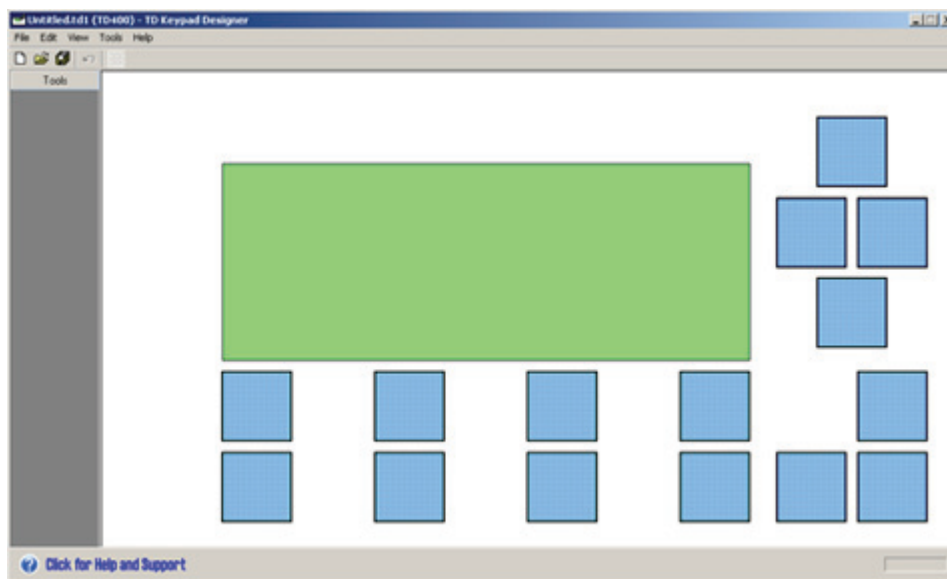 Untitled.td1 (TD400) - TD Keypad Designer
File Edit View Tools Help
Tools
Click for Help and Support